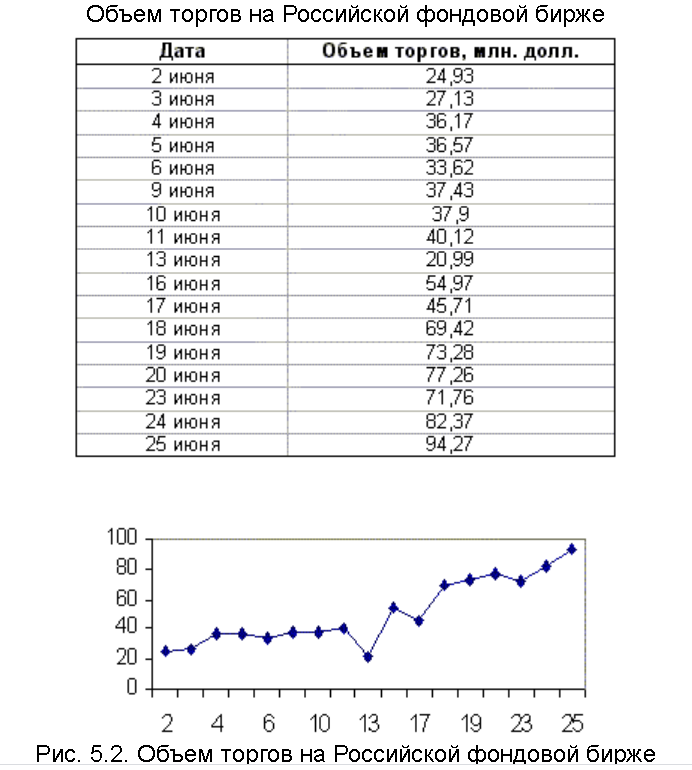 Объем торгов на Российской фондовой бирже
Дата Объем торгов, млн. долл.
2 июня 24,93
3 июня 27,13
4 июня 36,17
5 июня 36,57
6 июня 33,62
9 июня 37,43
10 июня 37,9
11 июня 40,12
13 июня 20,99
16 июня 54,97
17 июня 45,71
18 июня 69,42
19 июня 73,28
20 июня 77,26
23 июня 71,76
24 июня 82,37
25 июня 94,27
100
80
60
40
20
0
2 4 6 10 13 17 19 23 25
Рис. 5.2. Объем торгов на Российской фондовой бирже